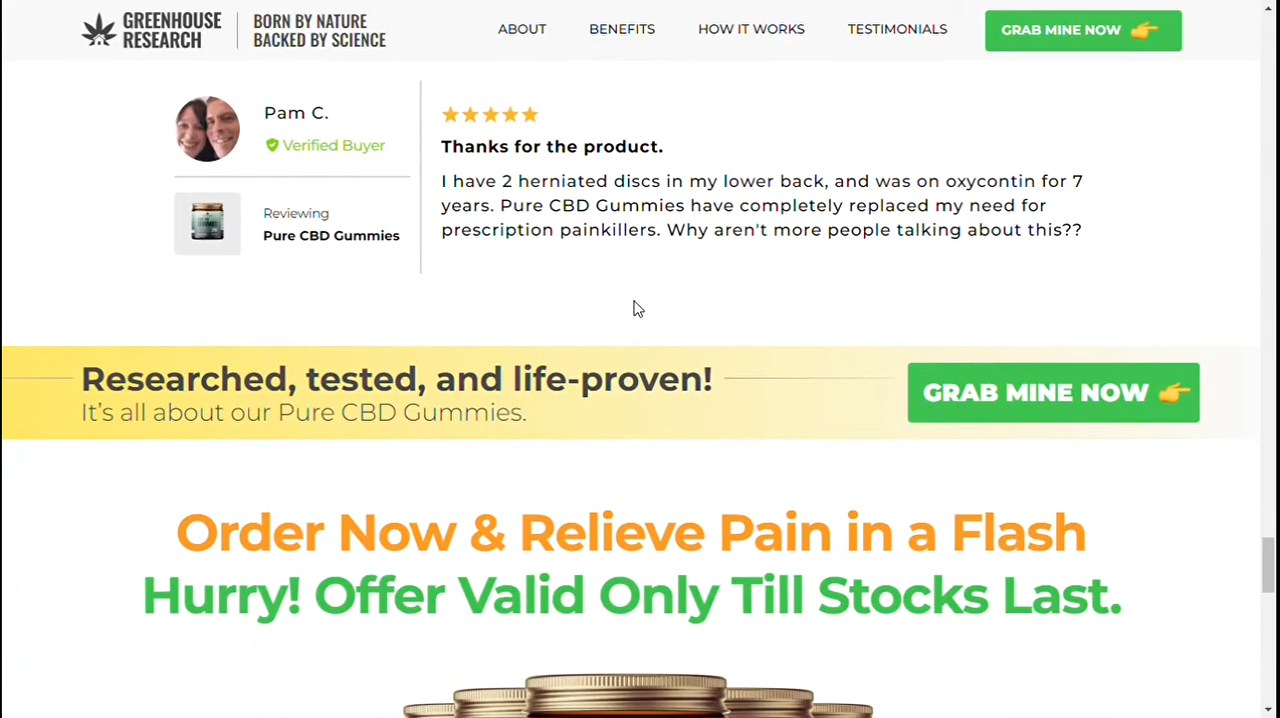 GREENHOUSE RESEARCH
BORN BY NATURE BACKED BY SCIENCE
ABOUT
BENEFITS
HOW IT WORKS
TESTIMONIALS
GRAB MINE NOW 👉
Pam C.
Verified Buyer
Reviewing
Pure CBD Gummies
Thanks for the product.
I have 2 herniated discs in my lower back, and was on oxycontin for 7
years. Pure CBD Gummies have completely replaced my need for
prescription painkillers. Why aren't more people talking about this??
Researched, tested, and life-proven!
It's all about our Pure CBD Gummies.
GRAB MINE NOW 👉
Order Now & Relieve Pain in a Flash
Hurry! Offer Valid Only Till Stocks Last.